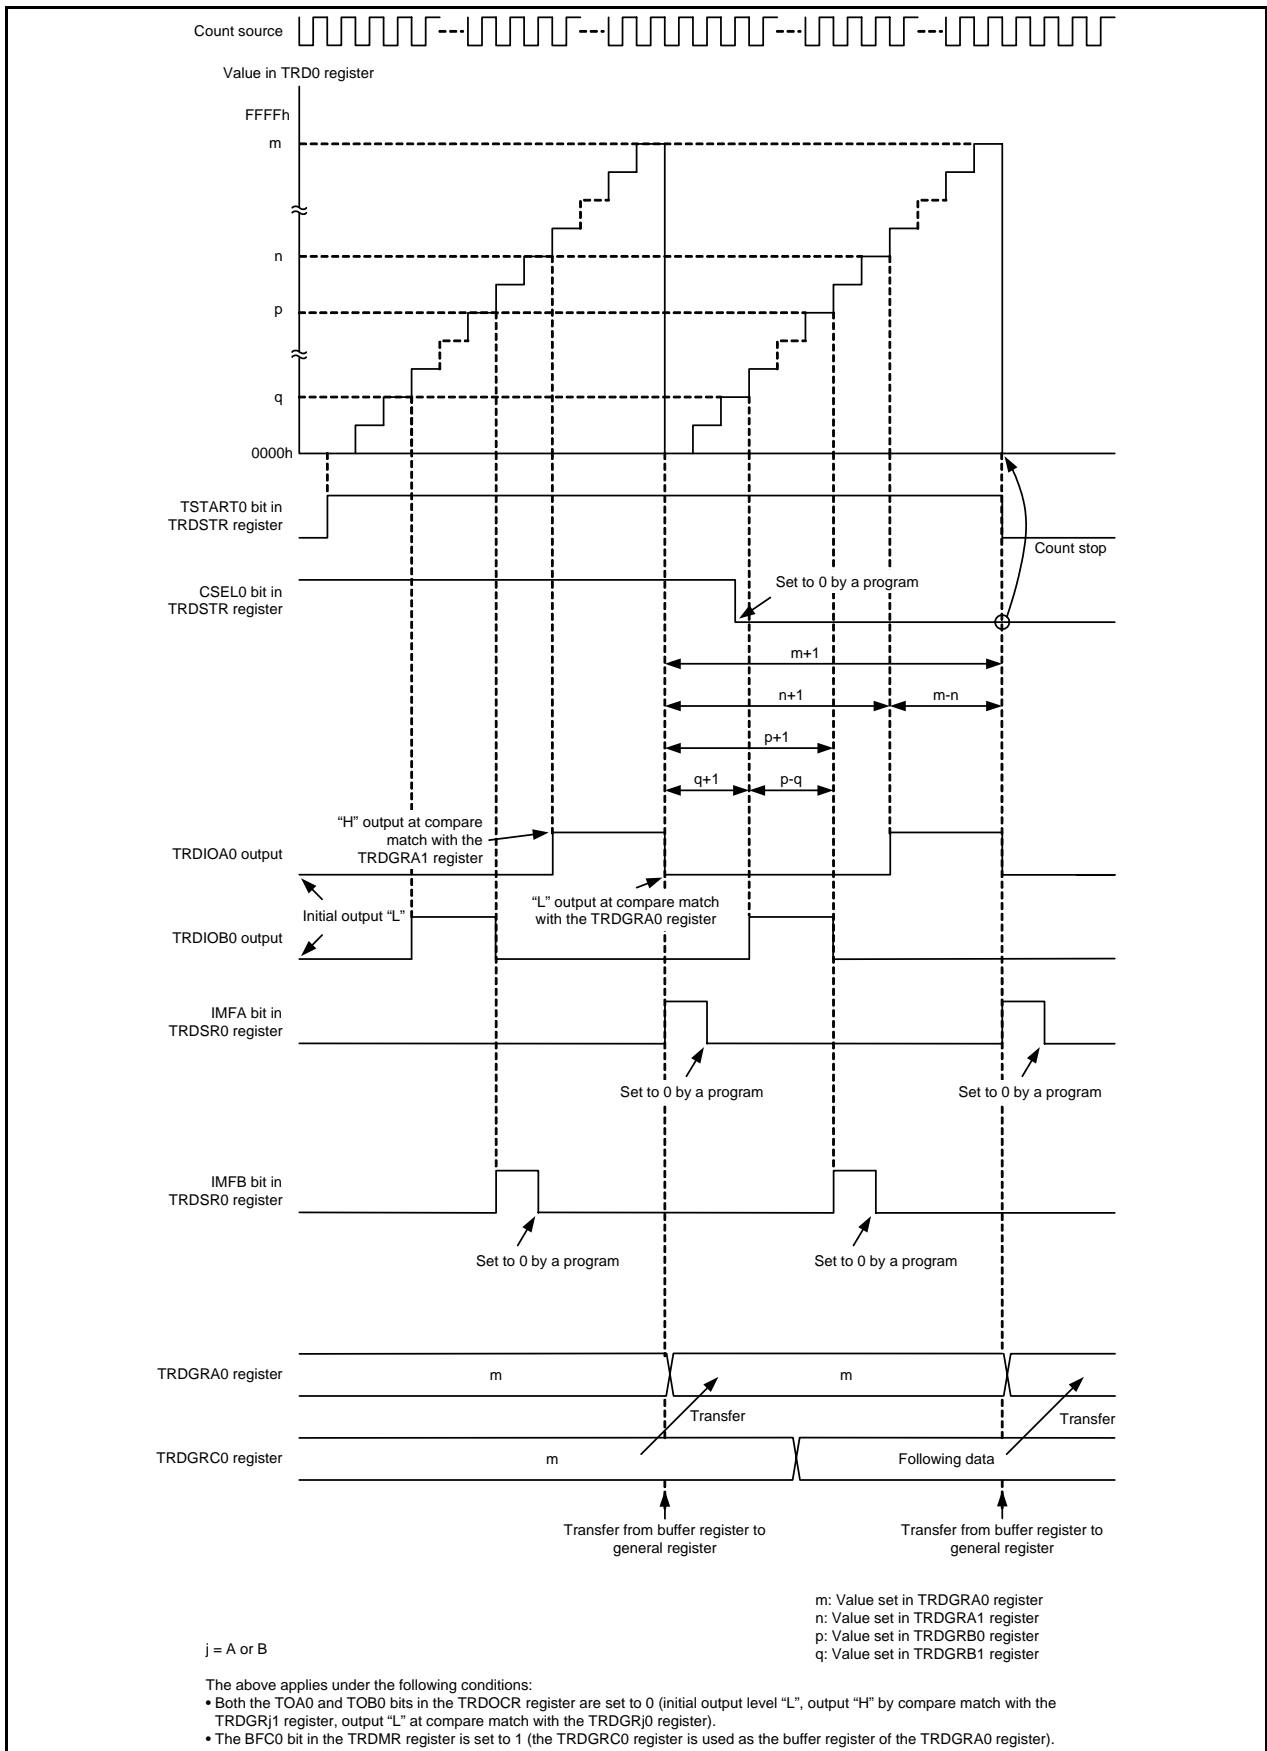 Count source
Value in TRD0 register
FFFFh
m
n
p
q
0000h
TSTART0 bit in
TRDSTR register
Count stop
CSEL0 bit in
TRDSTR register
Set to 0 by a program
m+1
n+1
m-n
p+1
q+1
p-q
“H” output at compare
match with the
TRDGRA1 register
TRDIOA0 output
Initial output “L”
“L” output at compare match
with the TRDGRA0 register
TRDIOB0 output
IMFA bit in
TRDSR0 register
Set to 0 by a program
Set to 0 by a program
IMFB bit in
TRDSR0 register
Set to 0 by a program
Set to 0 by a program
TRDGRA0 register
m
m
Transfer
Transfer
TRDGRC0 register
m
Following data
Transfer from buffer register to
general register
Transfer from buffer register to
general register
m: Value set in TRDGRA0 register
n: Value set in TRDGRA1 register
p: Value set in TRDGRB0 register
q: Value set in TRDGRB1 register
j = A or B
The above applies under the following conditions:
• Both the TOA0 and TOB0 bits in the TRDOCR register are set to 0 (initial output level “L”, output “H” by compare match with the
TRDGRj1 register, output “L” at compare match with the TRDGRj0 register).
• The BFC0 bit in the TRDMR register is set to 1 (the TRDGRC0 register is used as the buffer register of the TRDGRA0 register).